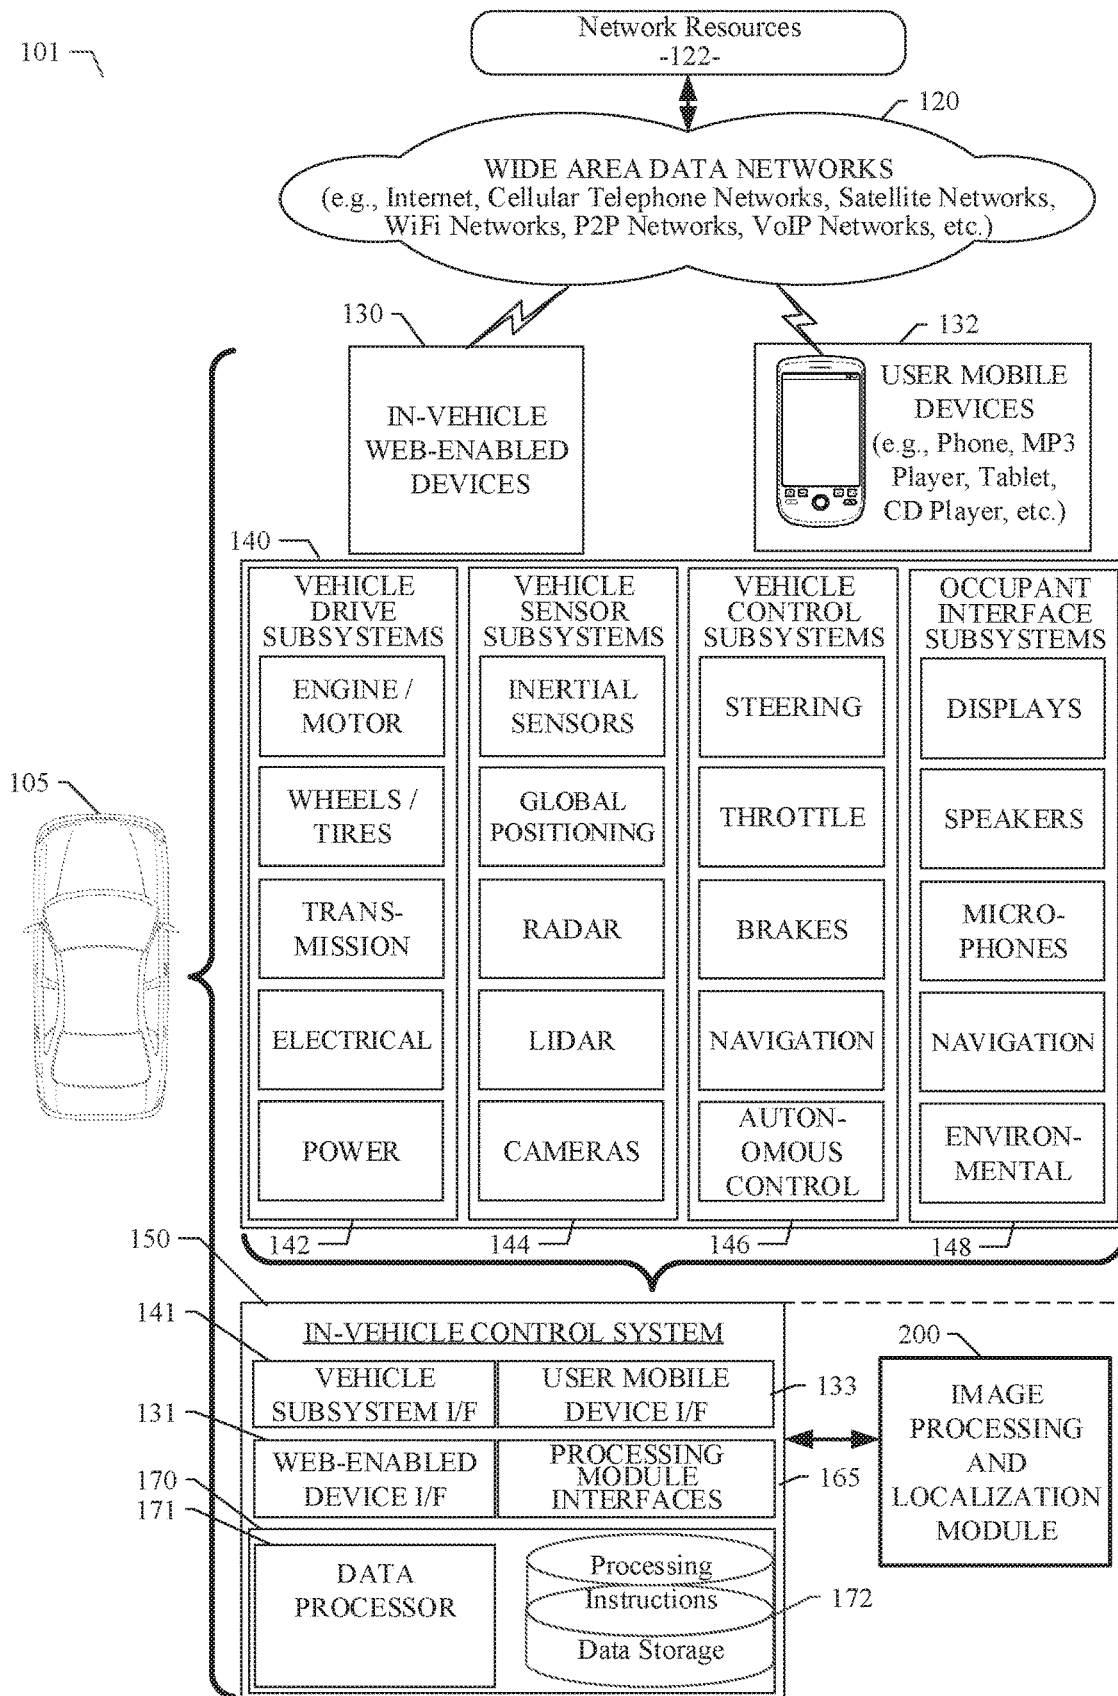 101
Network Resources
-122-
120
WIDE AREA DATA NETWORKS
(e.g., Internet, Cellular Telephone Networks, Satellite Networks,
WiFi Networks, P2P Networks, VoIP Networks, etc.)
130
IN-VEHICLE
WEB-ENABLED
DEVICES
132
USER MOBILE
DEVICES
(e.g., Phone, MP3
Player, Tablet,
CD Player, etc.)
140
VEHICLE
DRIVE
SUBSYSTEMS
ENGINE /
MOTOR
WHEELS /
TIRES
TRANS-
MISSION
ELECTRICAL
POWER
142
VEHICLE
SENSOR
SUBSYSTEMS
INERTIAL
SENSORS
GLOBAL
POSITIONING
RADAR
LIDAR
CAMERAS
144
VEHICLE
CONTROL
SUBSYSTEMS
STEERING
THROTTLE
BRAKES
NAVIGATION
AUTON-
OMOUS
CONTROL
146
OCCUPANT
INTERFACE
SUBSYSTEMS
DISPLAYS
SPEAKERS
MICRO-
PHONES
NAVIGATION
ENVIRON-
MENTAL
148
105
150
IN-VEHICLE CONTROL SYSTEM
141
VEHICLE
SUBSYSTEM I/F
USER MOBILE
DEVICE I/F
133
131
WEB-ENABLED
DEVICE I/F
PROCESSING
MODULE
INTERFACES
165
170
171
DATA
PROCESSOR
Processing
Instructions
Data Storage
172
200
IMAGE
PROCESSING
AND
LOCALIZATION
MODULE